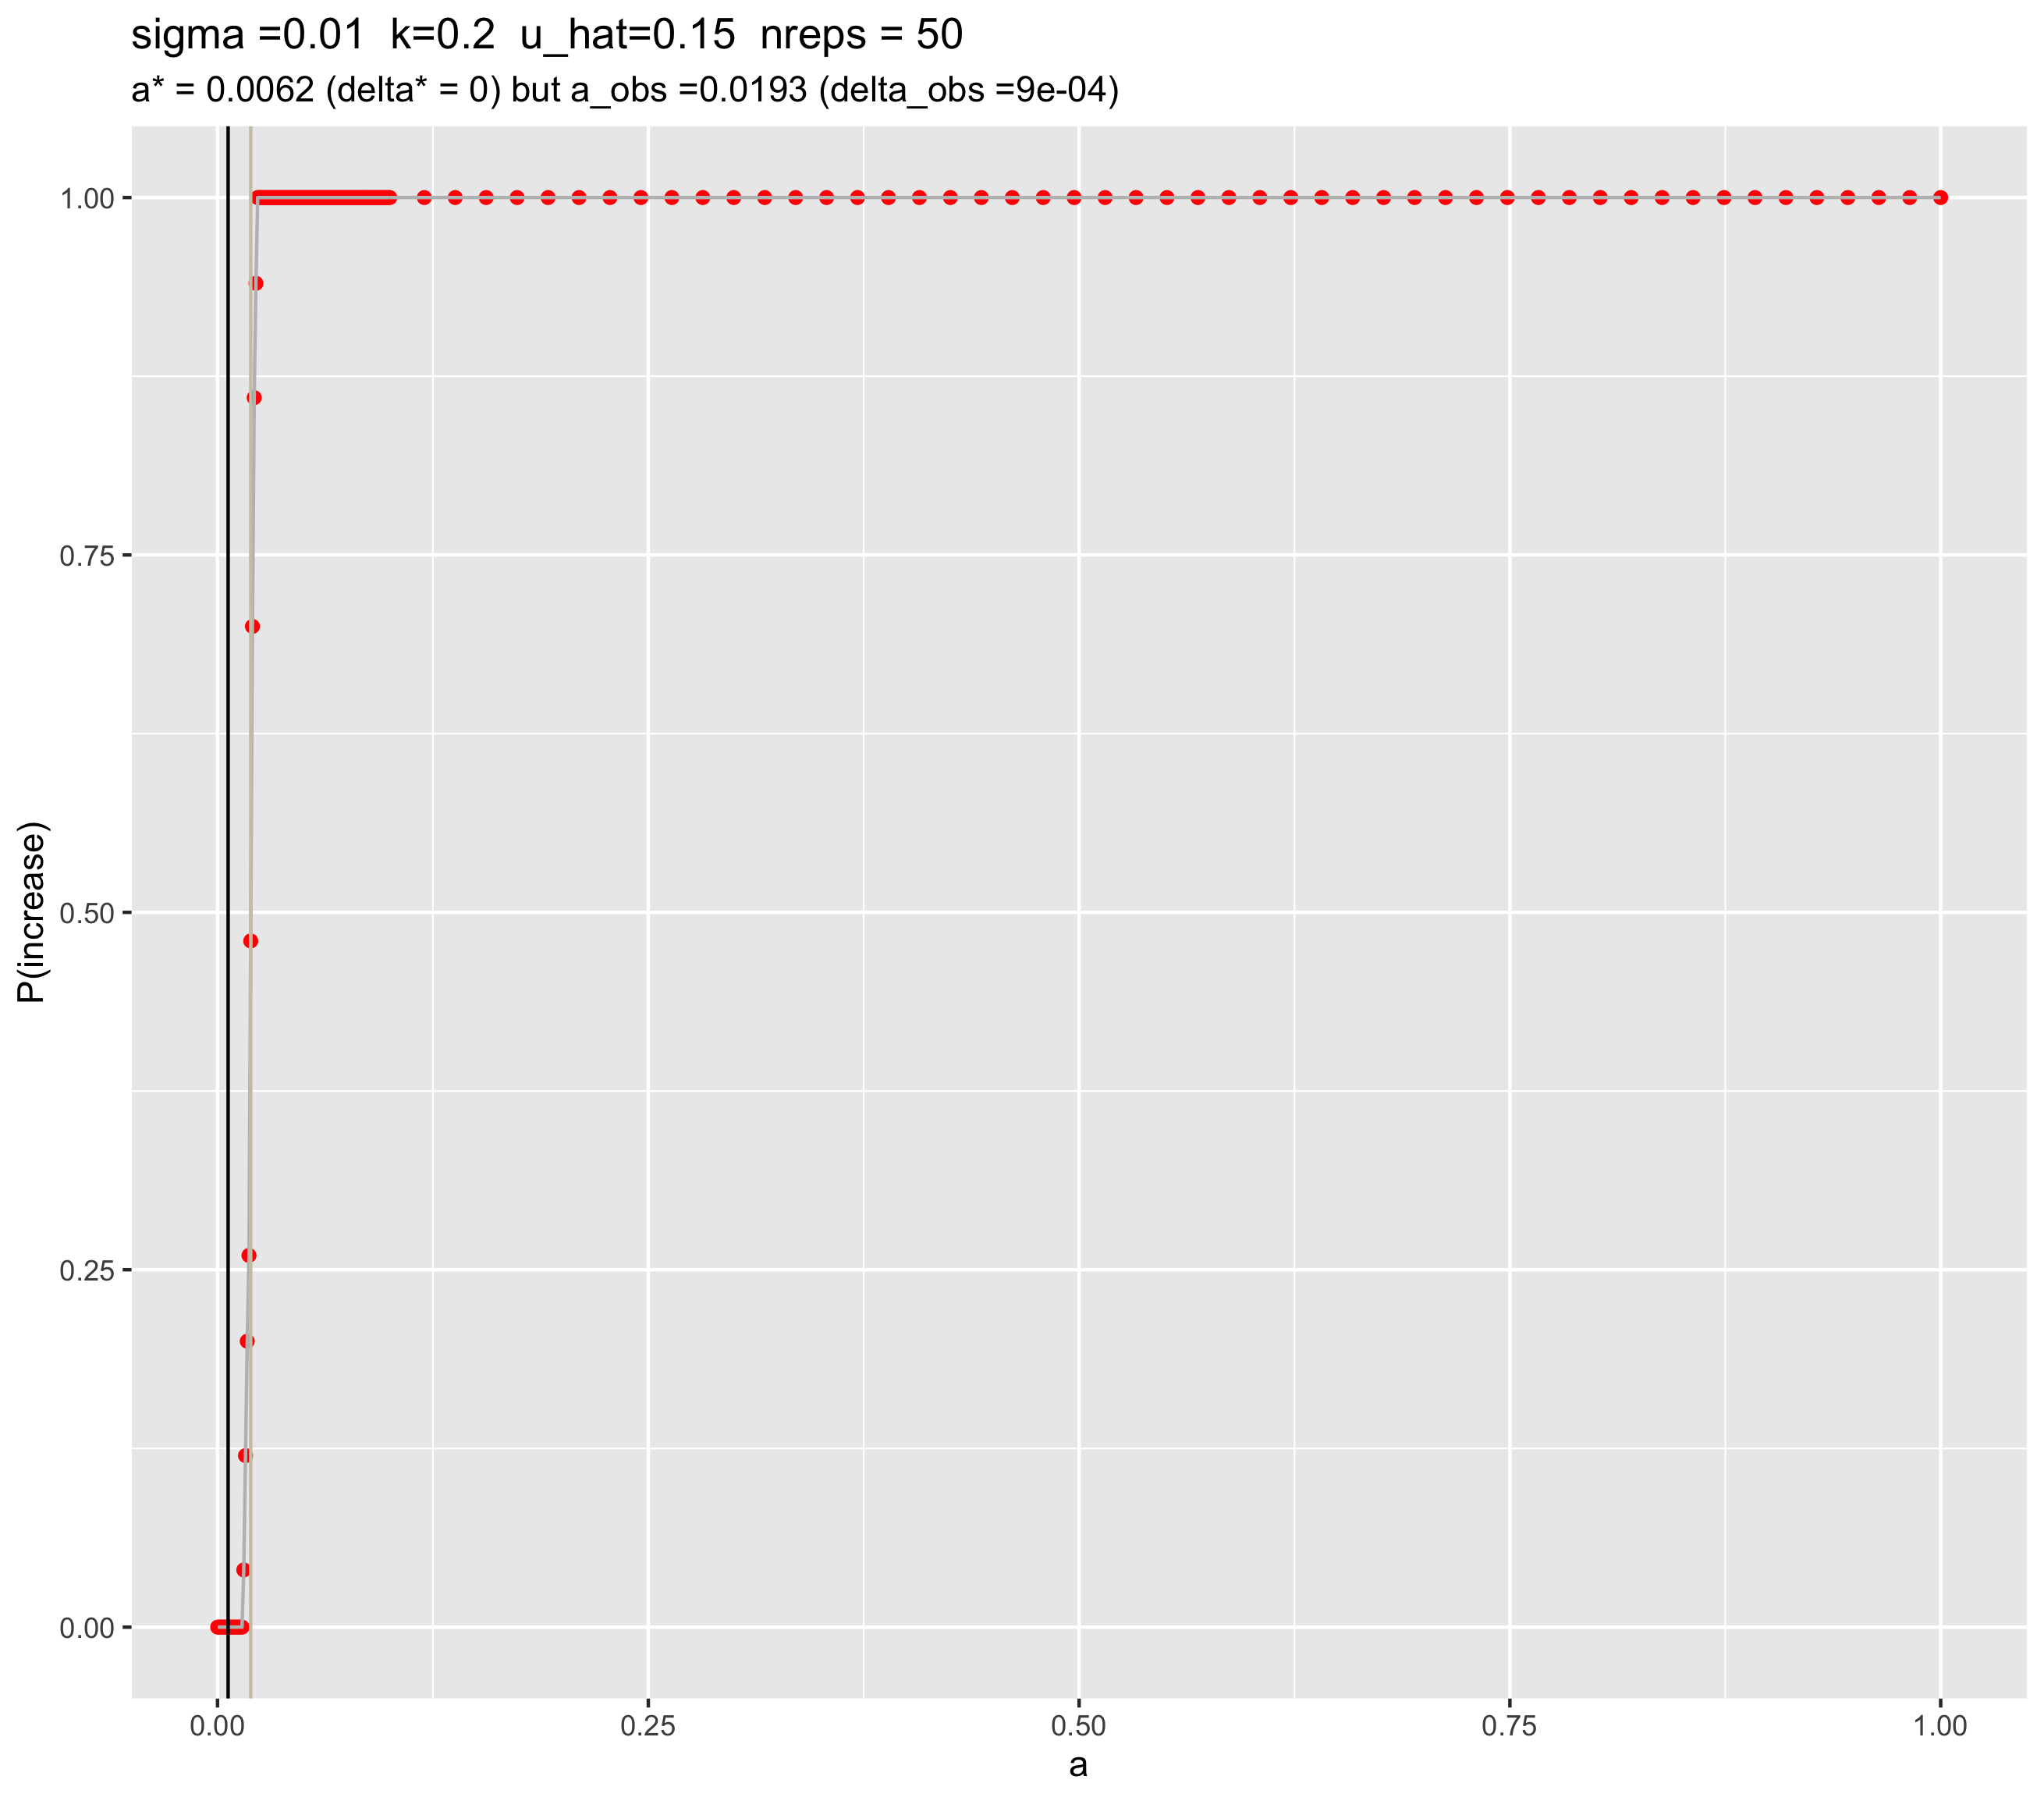 sigma =0.01  k=0.2  u_hat=0.15  nreps = 50
a* = 0.0062 (delta* = 0) but a_obs =0.0193 (delta_obs =9e-04)
1.00
0.75
0.50
0.25
0.00
P(increase)
0.00 0.25 0.50 0.75 1.00
a